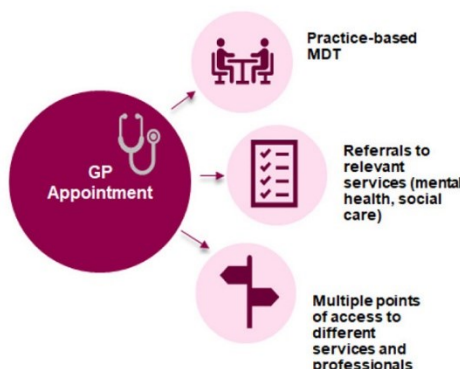 Practice-based
MDT
GP
Appointment
Referrals to
relevant
services (mental
health, social
care)
Multiple points
of access to
different
services and
professionals